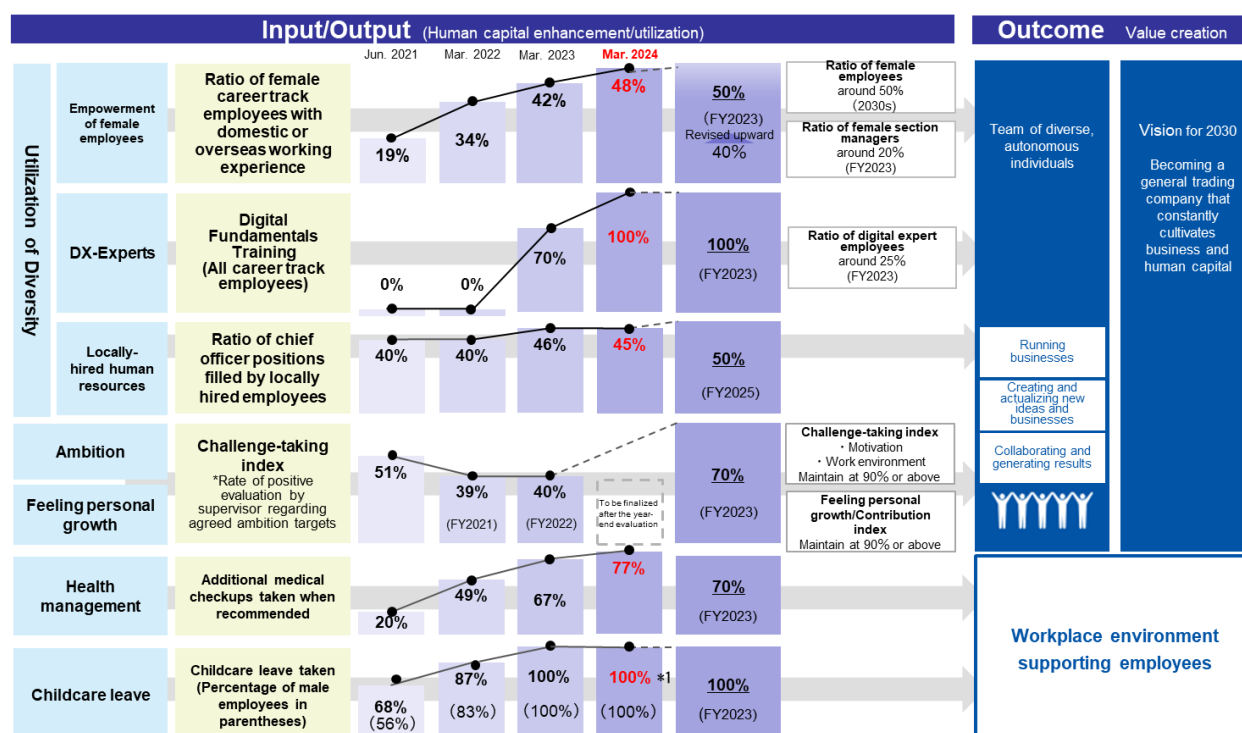 Input/Output (Human capital enhancement/utilization)
Outcome Value creation
Jun. 2021 Mar. 2022 Mar. 2023 Mar. 2024
Utilization of Diversity
Empowerment
of female
employees
Ratio of female
career track
employees with
domestic or
overseas working
experience
19%
34%
42%
48%
50%
(FY2023)
Revised upward
40%
Ratio of female
employees
around 50%
(2030s)
Ratio of female section
managers
around 20%
(FY2023)
DX-Experts
Digital
Fundamentals
Training
(All career track
employees)
0%
0%
70%
100%
100%
(FY2023)
Ratio of digital expert
employees
around 25%
(FY2023)
Locally-
hired human
resources
Ratio of chief
officer positions
filled by locally
hired employees
40%
40%
46%
45%
50%
(FY2025)
Ambition
Feeling personal
growth
Challenge-taking
index
*Rate of positive
evaluation by
supervisor regarding
agreed ambition targets
51%
39%
(FY2021)
40%
(FY2022)
To be finalized
after the year-
end evaluation
70%
(FY2023)
Challenge-taking index
・Motivation
・Work environment
Maintain at 90% or above
Feeling personal
growth/Contribution
index
Maintain at 90% or above
Health
management
Additional medical
checkups taken when
recommended
20%
49%
67%
77%
70%
(FY2023)
Childcare leave
Childcare leave taken
(Percentage of male
employees in
parentheses)
68%
(56%)
87%
(83%)
100%
(100%)
100% *1
(100%)
100%
(FY2023)
Team of diverse,
autonomous
individuals
Running
businesses
Creating and
actualizing new
ideas and
businesses
Collaborating and
generating results
Vision for 2030
Becoming a
general trading
company that
constantly
cultivates
business and
human capital
Workplace environment
supporting employees